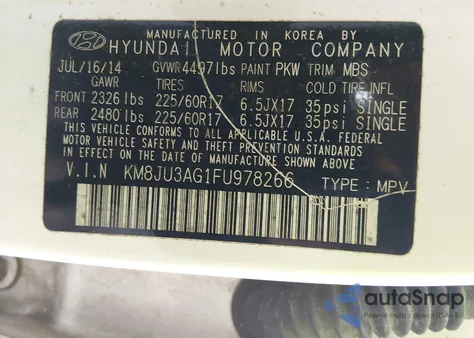 MANUFACTURED IN KOREA BY
HYUNDAI MOTOR COMPANY
JUL/16/14 GVWR 4497lbs PAINT PKW TRIM MBS
GAWR TIRES RIMS COLD TIRE INFL
FRONT 2326 lbs 225/60R17 6.5JX17 35psi SINGLE
REAR 2480 lbs 225/60R17 6.5JX17 35psi SINGLE
THIS VEHICLE CONFORMS TO ALL APPLICABLE U.S.A FEDERAL
MOTOR VEHICLE SAFETY, BUMPER, AND THEFT PREVENTION STANDARDS
IN EFFECT ON THE DATE OF MANUFACTURE SHOWN ABOVE.
V.I.N KM8JU3AG1FU978266 TYPE: MPV
autoSnap